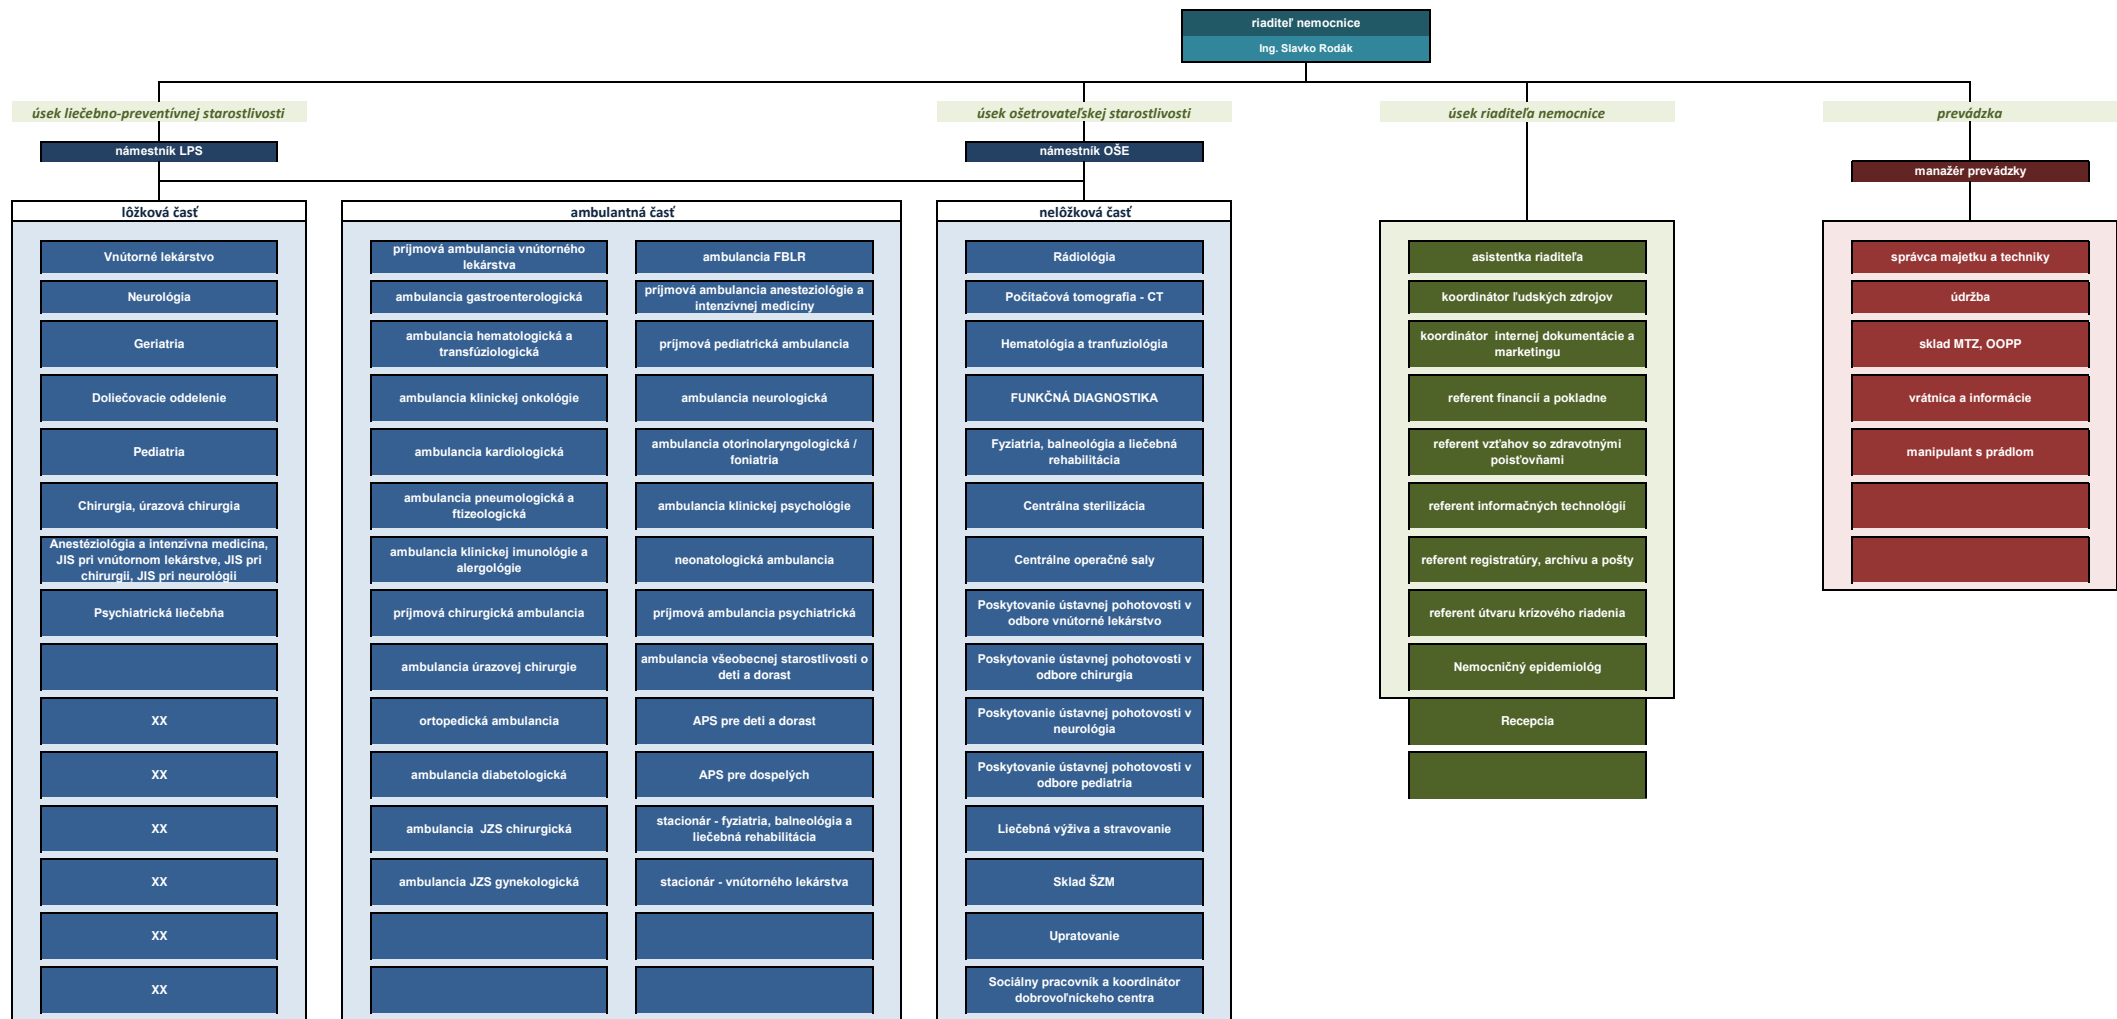 riaditeľ nemocnice
Ing. Slavko Rodák
úsek liečebno-preventívnej starostlivosti
úsek ošetrovateľskej starostlivosti
úsek riaditeľa nemocnice
prevádzka
námestník LPS
námestník OŠE
manažér prevádzky
lôžková časť
Vnútorné lekárstvo
Neurológia
Geriatria
Doliečovacie oddelenie
Pediatria
Chirurgia, úrazová chirurgia
Anestéziológia a intenzívna medicína,
JIS pri vnútornom lekárstve, JIS pri
chirurgii, JIS pri neurológii
Psychiatrická liečebňa
XX
XX
XX
XX
XX
XX
ambulantná časť
príjmová ambulancia vnútorného
lekárstva
ambulancia gastroenterologická
ambulancia hematologická a
transfúziologická
ambulancia klinickej onkológie
ambulancia kardiologická
ambulancia pneumologická a
ftizeologická
ambulancia klinickej imunológie a
alergológie
príjmová chirurgická ambulancia
ambulancia úrazovej chirurgie
ortopedická ambulancia
ambulancia diabetologická
ambulancia  JZS chirurgická
ambulancia JZS gynekologická
ambulancia FBLR
príjmová ambulancia anesteziológie a
intenzívnej medicíny
príjmová pediatrická ambulancia
ambulancia neurologická
ambulancia otorinolaryngologická /
foniatria
ambulancia klinickej psychológie
neonatologická ambulancia
príjmová ambulancia psychiatrická
ambulancia všeobecnej starostlivosti o
deti a dorast
APS pre deti a dorast
APS pre dospelých
stacionár - fyziatria, balneológia a
liečebná rehabilitácia
stacionár - vnútorného lekárstva
nelôžková časť
Rádiológia
Počítačová tomografia - CT
Hematológia a tranfuziológia
FUNKČNÁ DIAGNOSTIKA
Fyziatria, balneológia a liečebná
rehabilitácia
Centrálna sterilizácia
Centrálne operačné saly
Poskytovanie ústavnej pohotovosti v
odbore vnútorné lekárstvo
Poskytovanie ústavnej pohotovosti v
odbore chirurgia
Poskytovanie ústavnej pohotovosti v
neurológia
Poskytovanie ústavnej pohotovosti v
odbore pediatria
Liečebná výživa a stravovanie
Sklad ŠZM
Upratovanie
Sociálny pracovník a koordinátor
dobrovoľníckeho centra
asistentka riaditeľa
koordinátor ľudských zdrojov
koordinátor  internej dokumentácie a
marketingu
referent financií a pokladne
referent vzťahov so zdravotnými
poisťovňami
referent informačných technológií
referent registratúry, archívu a pošty
referent útvaru krízového riadenia
Nemocničný epidemiológ
Recepcia
správca majetku a techniky
údržba
sklad MTZ, OOPP
vrátnica a informácie
manipulant s prádlom